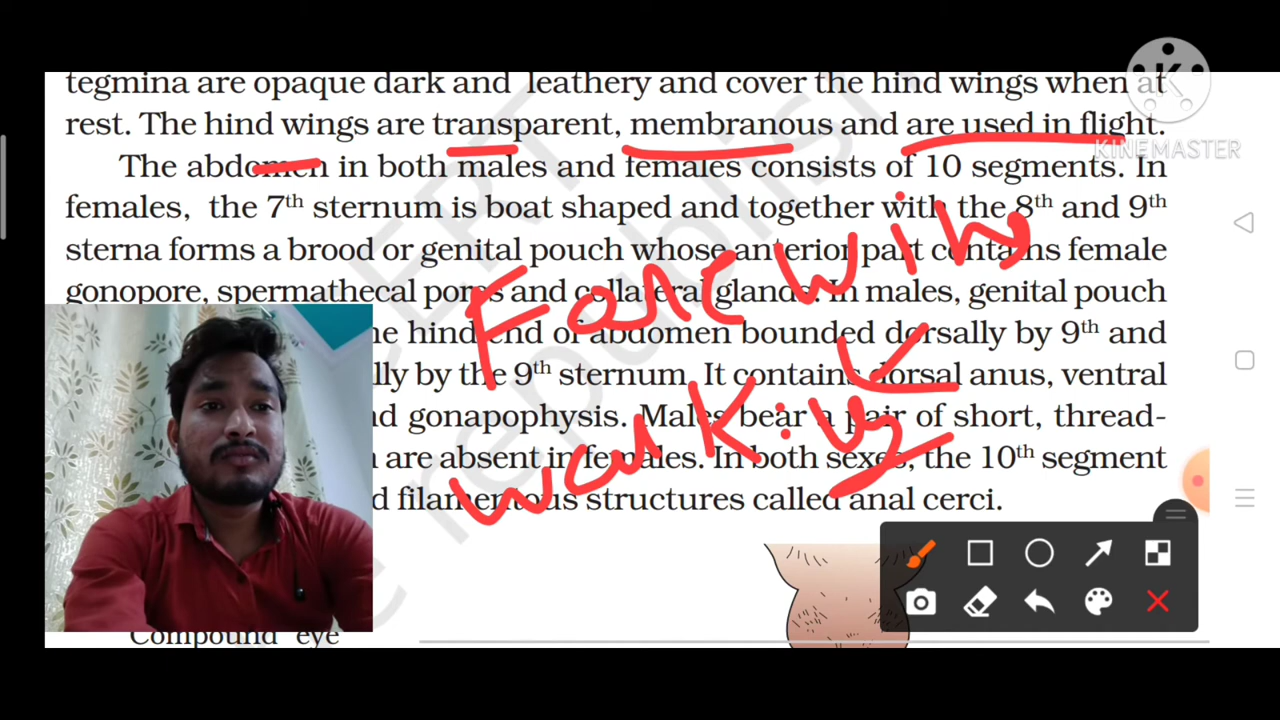 tegmina are opaque dark and leathery and cover the hind wings when at
rest. The hind wings are transparent, membranous and are used in flight.
KINEMASTER
The abdomen in both males and females consists of 10 segments. In
females, the 7th sternum is boat shaped and together with the 8th and 9th
sterna forms a brood or genital pouch whose anterior part contains female
gonopore, spermathecal pores and collateral glands. In males, genital pouch
hind end of abdomen bounded dorsally by 9th and
by the 9th sternum. It contains dorsal anus, ventral
gonapophysis. Males bear a pair of short, thread-
are absent in females. In both sexes, the 10th segment
filamentous structures called anal cerci.
Fore wing
walking
Compound eye